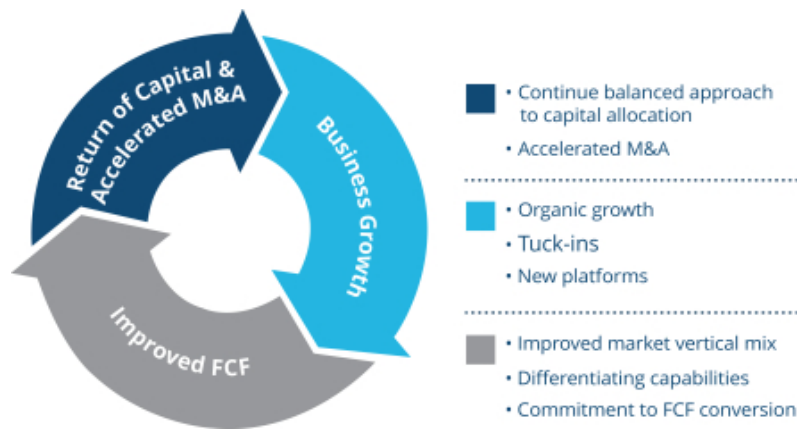 Return of Capital &
Accelerated M&A
Business Growth
Improved FCF
• Continue balanced approach
to capital allocation
• Accelerated M&A
• Organic growth
• Tuck-ins
• New platforms
• Improved market vertical mix
• Differentiating capabilities
• Commitment to FCF conversion